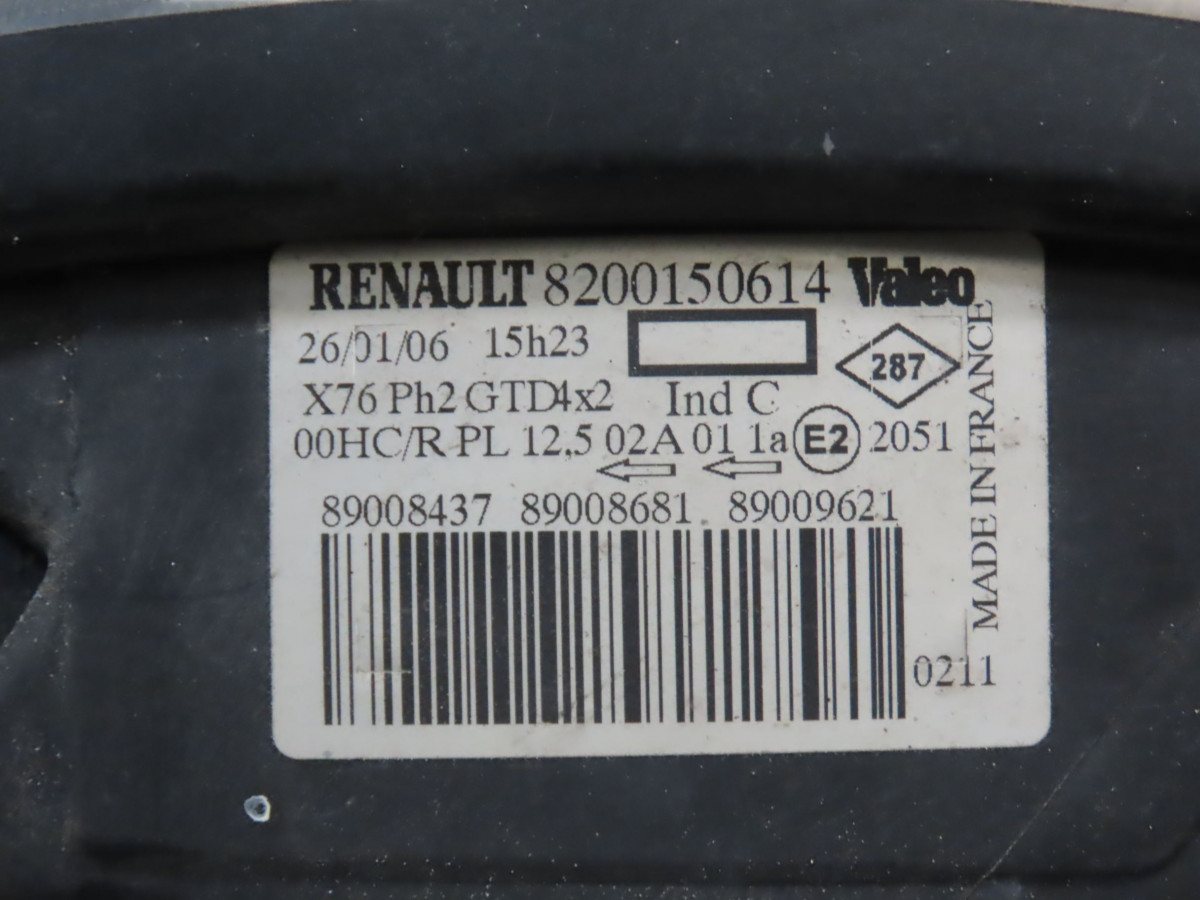 RENAULT 8200150614 Valeo
26/01/06 15h23
287
X76 Ph2 GTD4x2 Ind C
00HC/R PL 12,5 02A 01 1a E2 2051
89008437 89008681 89009621
0211
MADE IN FRANCE